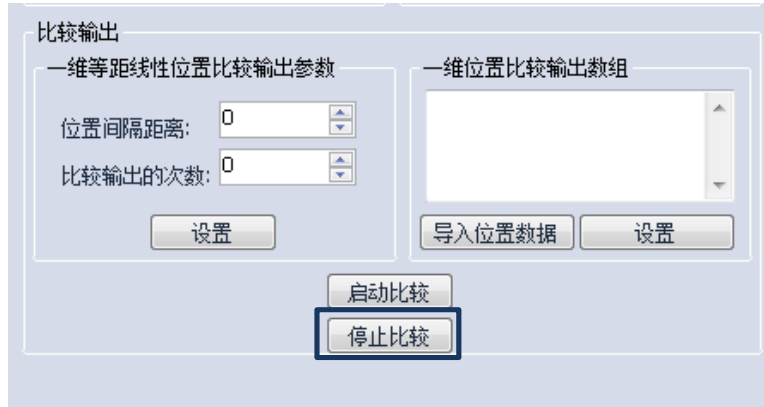 比较输出
一维等距线性位置比较输出参数
位置间隔距离: 0
比较输出的次数: 0
设置
一维位置比较输出数组
导入位置数据 设置
启动比较
停止比较